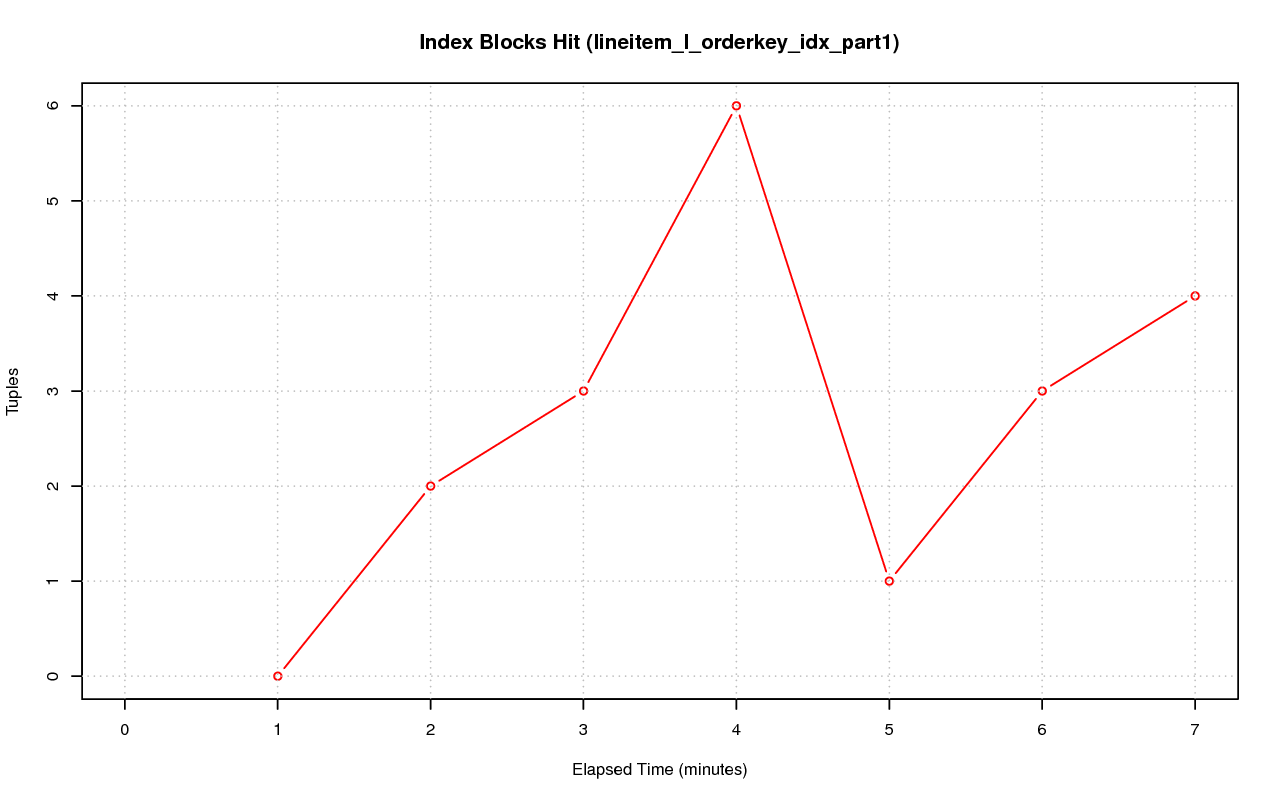 Index Blocks Hit (lineitem_l_orderkey_idx_part1)
Tuples
6
5
4
3
2
1
0
0 1 2 3 4 5 6 7
Elapsed Time (minutes)